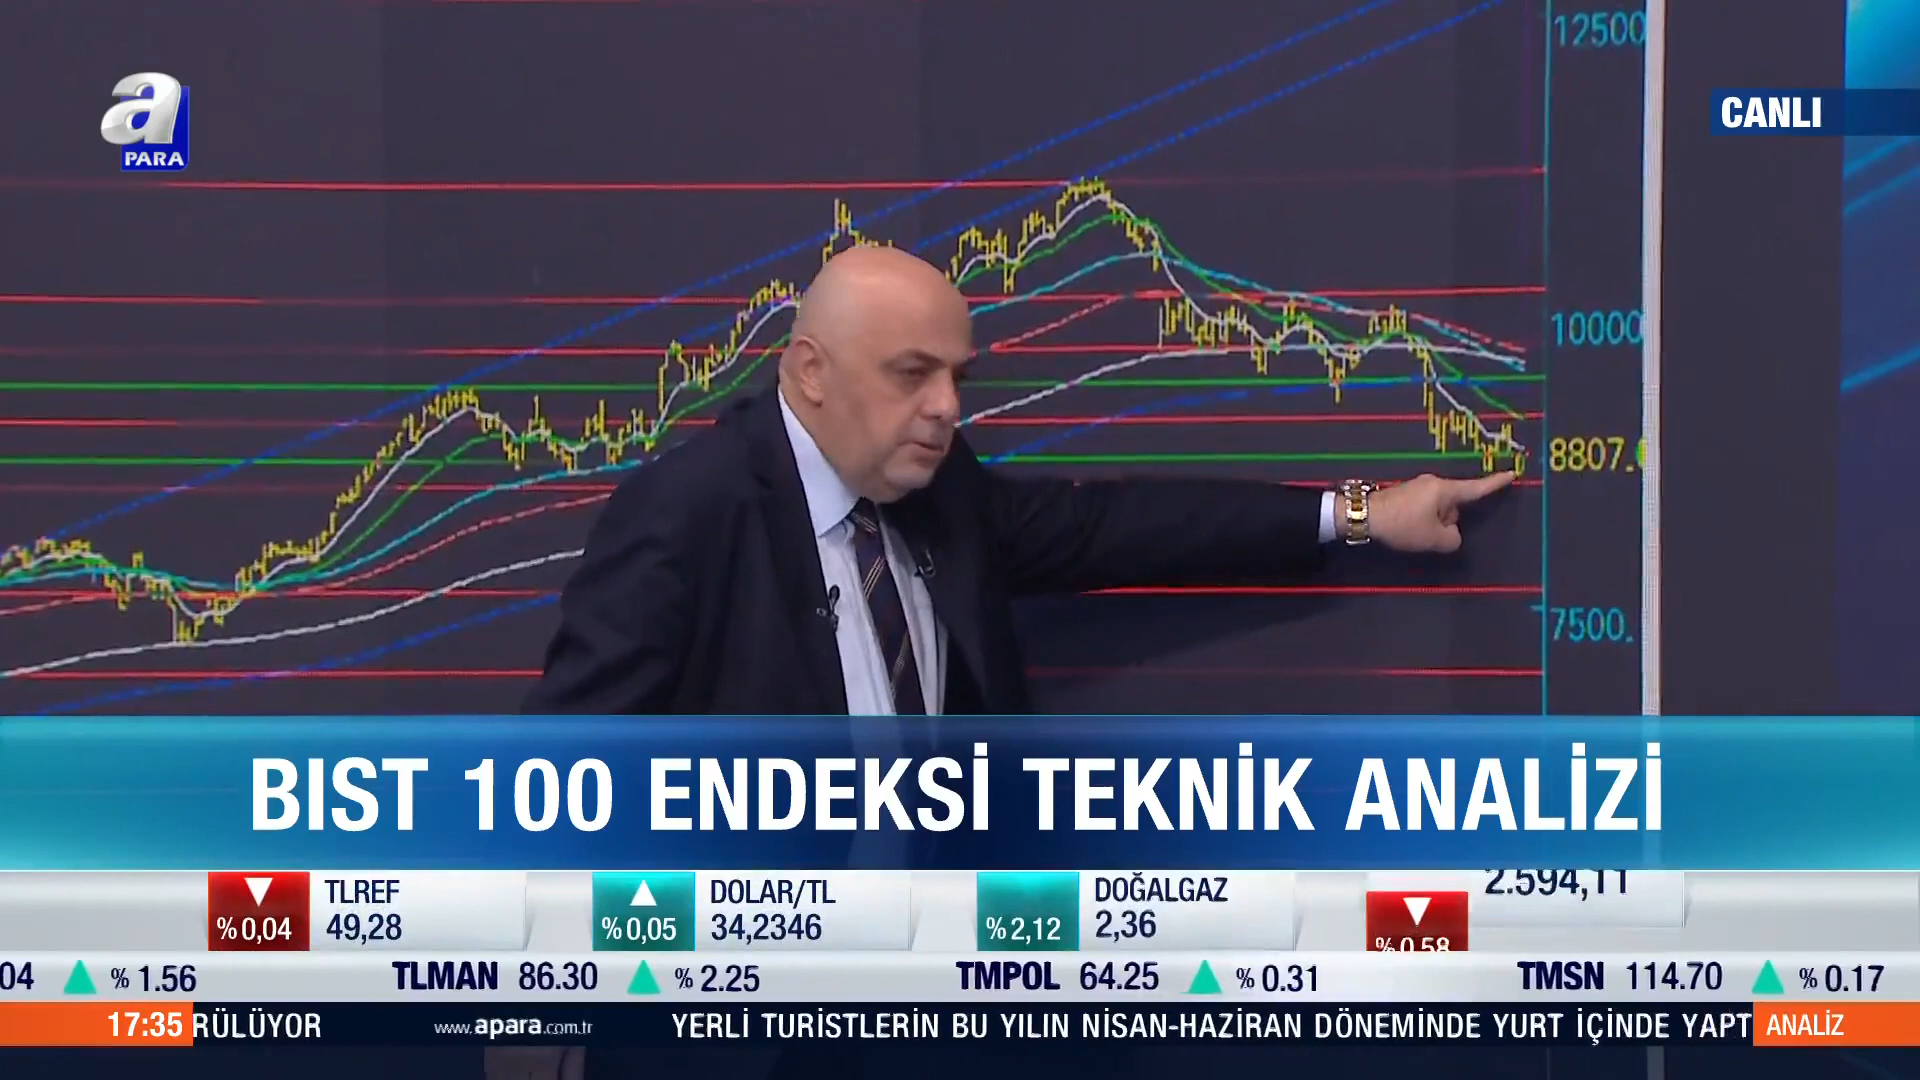 a
PARA
CANLI
12500
10000
8807.
7500.
BIST 100 ENDEKSİ TEKNİK ANALİZİ
%0,04 TLREF 49,28
%0,05 DOLAR/TL 34,2346
%2,12 DOĞALGAZ 2,36
%0,58 2.594,11
04 %1.56 TLMAN 86.30 %2.25 TMPOL 64.25 %0.31 TMSN 114.70 %0.17
17:35 RÜLÜYOR www.apara.com.tr YERLİ TURİSTLERİN BU YILIN NİSAN-HAZİRAN DÖNEMİNDE YURT İÇİNDE YAPT ANALİZ